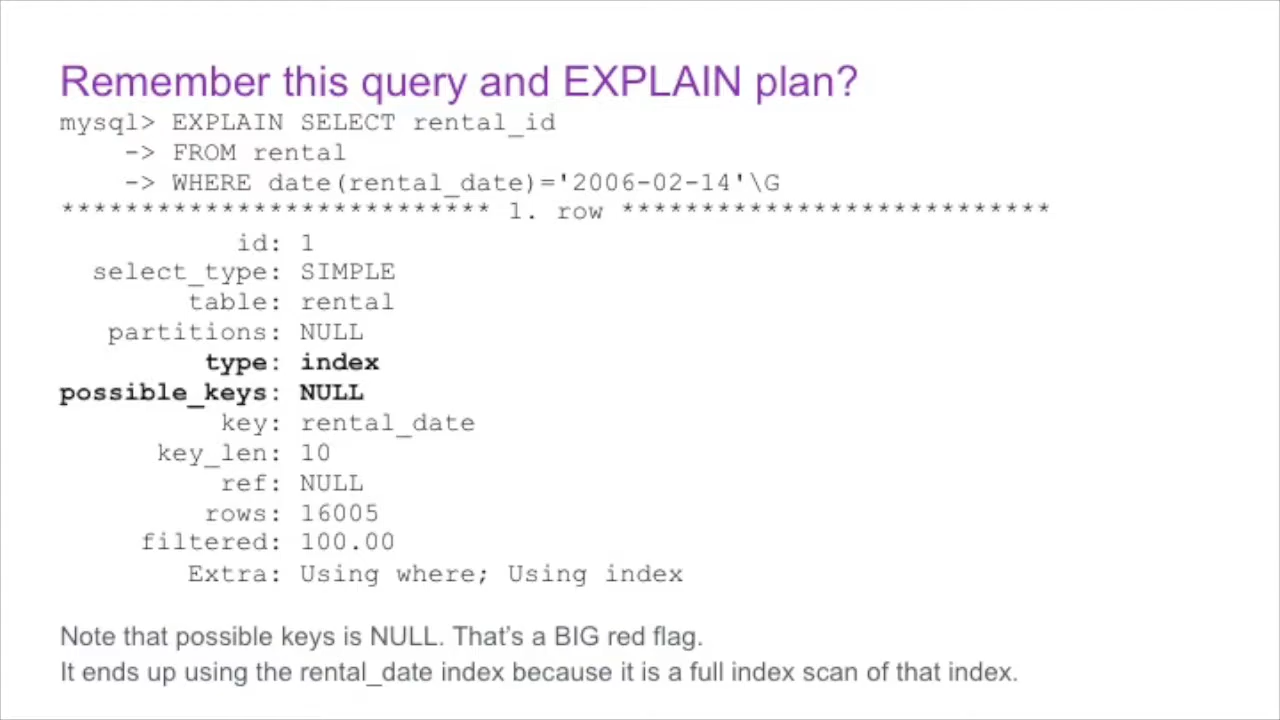 Remember this query and EXPLAIN plan?
mysql> EXPLAIN SELECT rental_id
    -> FROM rental
    -> WHERE date(rental_date)='2006-02-14'\G
*************************** 1. row ***************************
           id: 1
  select_type: SIMPLE
        table: rental
   partitions: NULL
         type: index
possible_keys: NULL
          key: rental_date
      key_len: 10
          ref: NULL
         rows: 16005
     filtered: 100.00
        Extra: Using where; Using index
Note that possible keys is NULL. That's a BIG red flag.
It ends up using the rental_date index because it is a full index scan of that index.